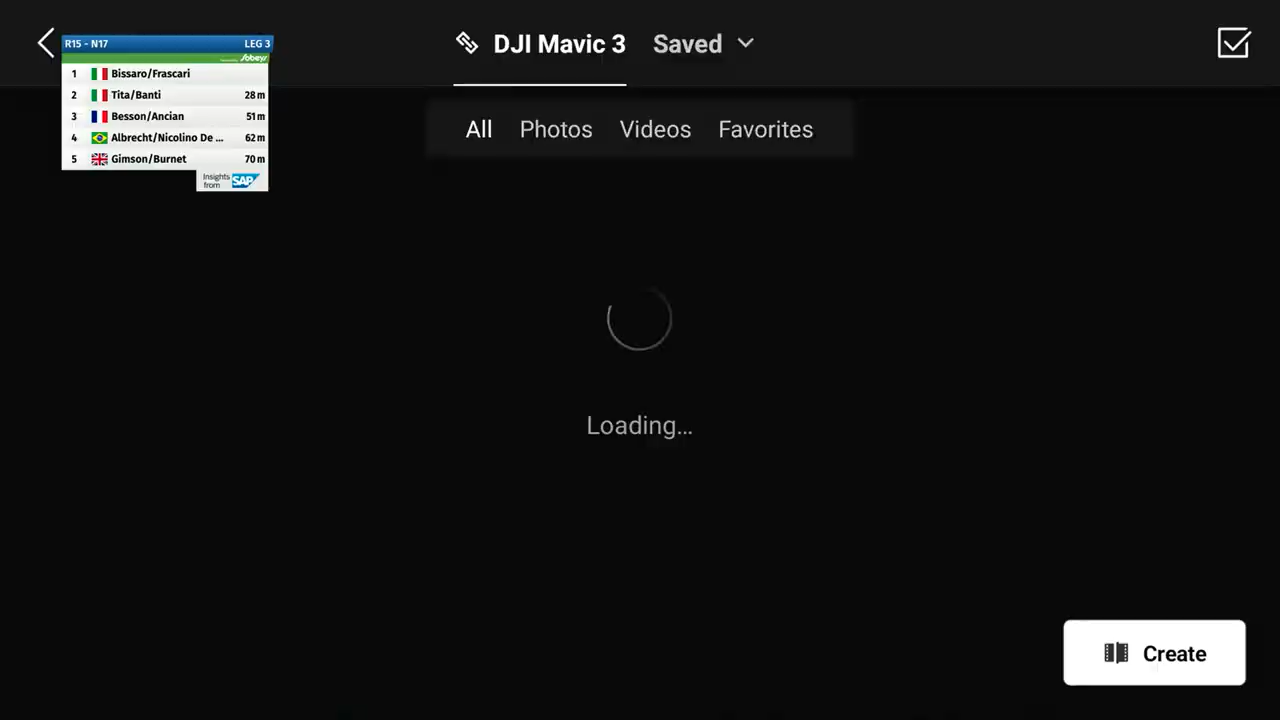 DJI Mavic 3 Saved
All Photos Videos Favorites
R15 - N17 LEG 3
Sobeys
1 Bissaro/Frascari
2 Tita/Banti 28 m
3 Besson/Ancian 51 m
4 Albrecht/Nicolino De ... 62 m
5 Gimson/Burnet 70 m
Insights
from SAP
Loading...
Create